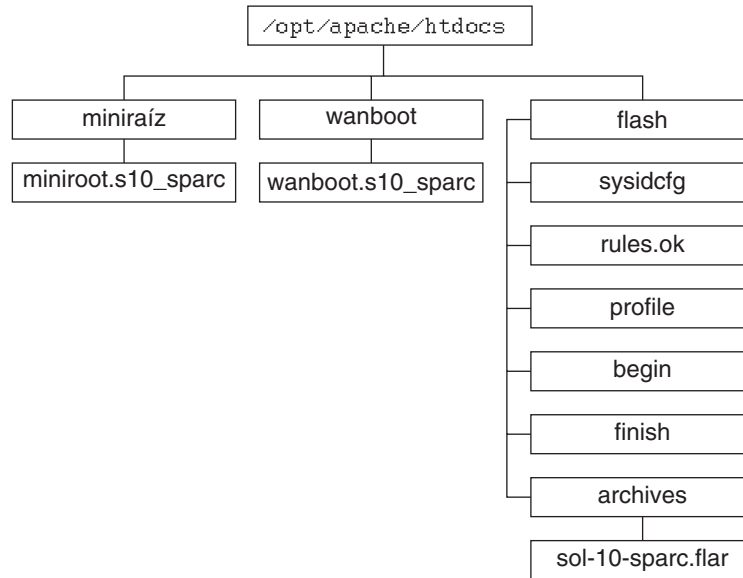 /opt/apache/htdocs
miniraíz
wanboot
flash
miniroot.s10_sparc
wanboot.s10_sparc
sysidcfg
rules.ok
profile
begin
finish
archives
sol-10-sparc.flar